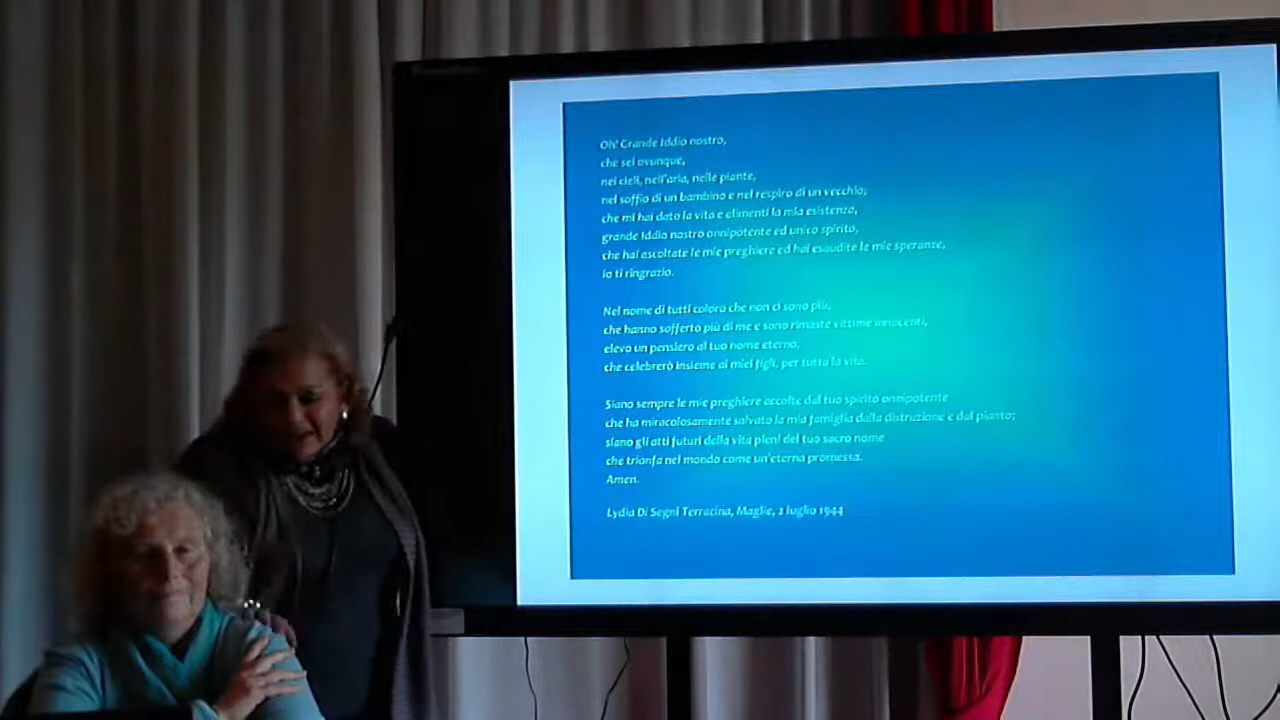 Oh! Grande Iddio nostro,
che sei ovunque,
nei cieli, nell'aria, nelle piante,
nel soffio di un bambino e nel respiro di un vecchio;
che mi hai dato la vita e alimenti la mia esistenza,
grande Iddio nostro onnipotente ed unico spirito,
che hai ascoltate le mie preghiere ed hai esaudite le mie speranze,
io ti ringrazio.
Nel nome di tutti coloro che non ci sono più,
che hanno sofferto più di me e sono rimaste vittime innocenti,
elevo un pensiero al tuo nome eterno,
che celebrerò insieme ai miei figli, per tutta la vita.
Siano sempre le mie preghiere accolte dal tuo spirito onnipotente
che ha miracolosamente salvato la mia famiglia dalla distruzione e dal pianto;
siano gli atti futuri della vita pieni del tuo sacro nome
che trionfa nel mondo come un'eterna promessa.
Amen.
Lydia Di Segni Terracina, Maglie, 2 luglio 1944